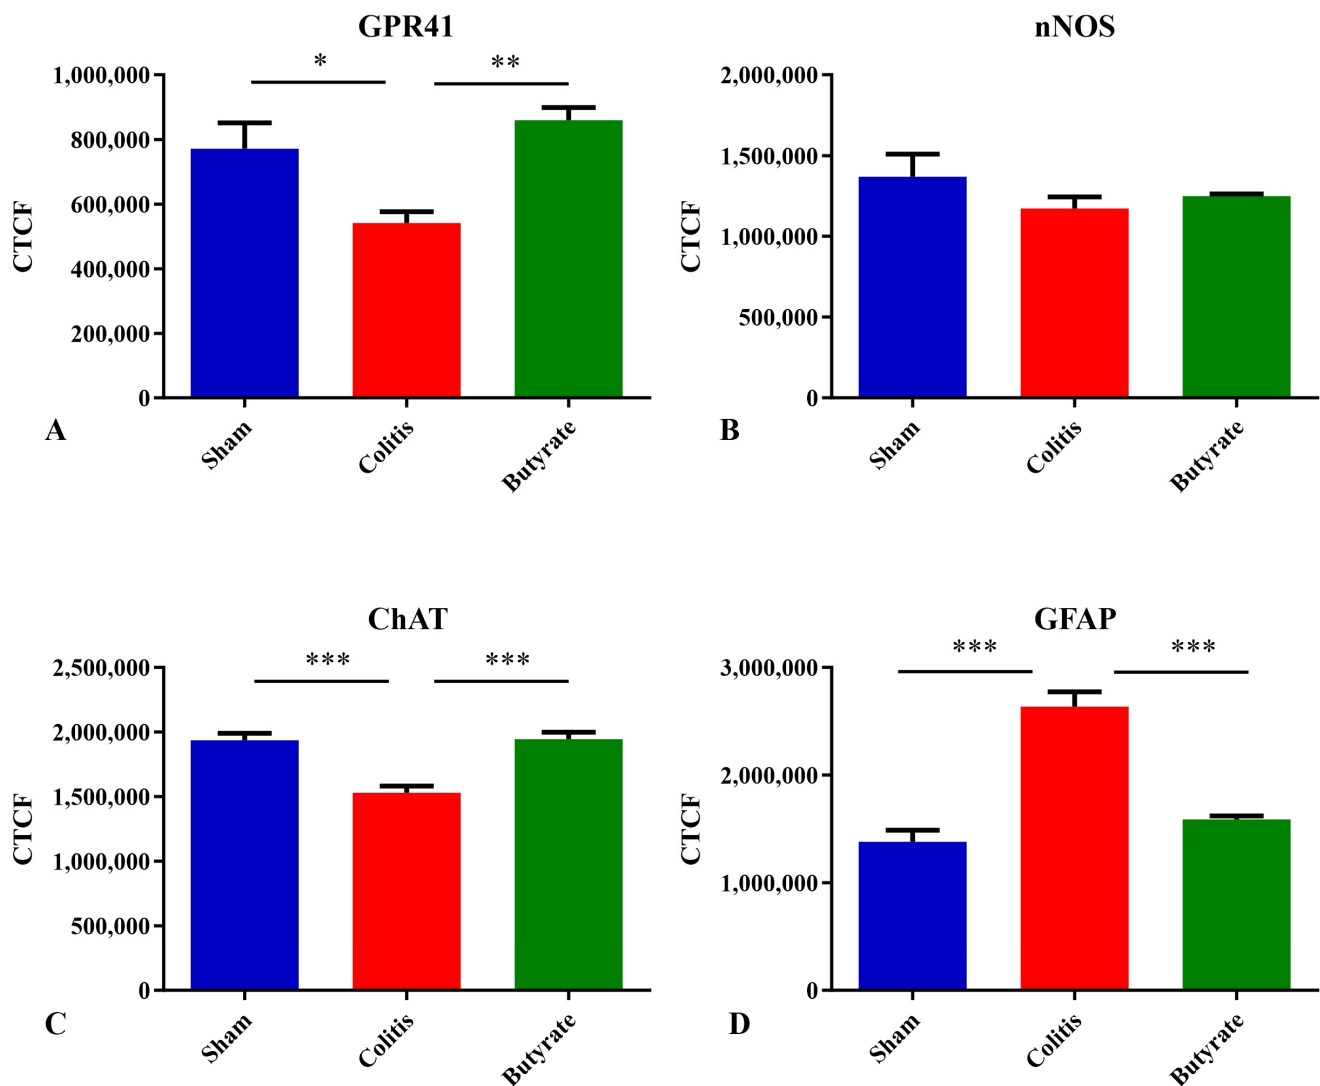 GPR41
*
**
1,000,000
800,000
600,000
400,000
200,000
0
CTCF
Sham
Colitis
Butyrate
A
nNOS
2,000,000
1,500,000
1,000,000
500,000
0
CTCF
Sham
Colitis
Butyrate
B
ChAT
***
***
2,500,000
2,000,000
1,500,000
1,000,000
500,000
0
CTCF
Sham
Colitis
Butyrate
C
GFAP
***
***
3,000,000
2,000,000
1,000,000
0
CTCF
Sham
Colitis
Butyrate
D